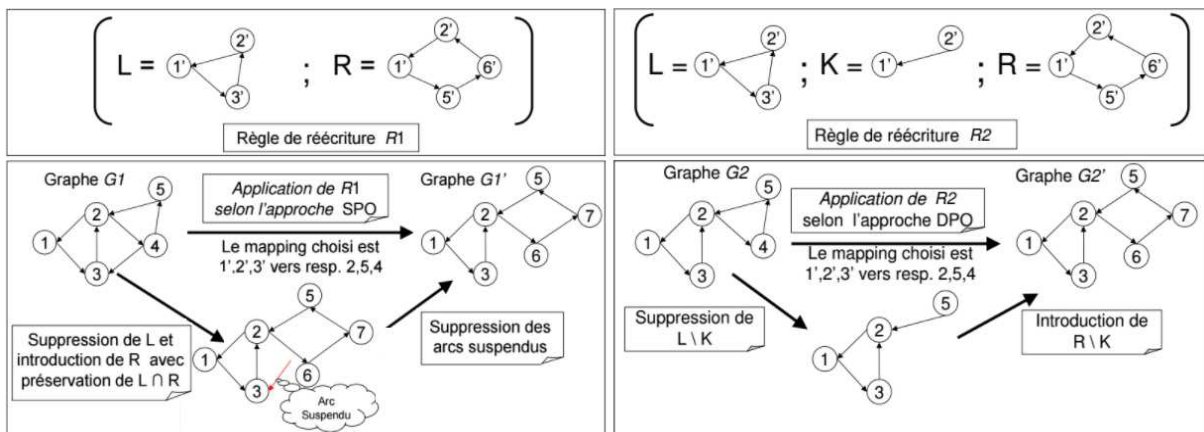 L = 1' 2' 3' ; R = 1' 2' 5' 6'
Règle de réécriture R1
L = 1' 2' 3' ; K = 1' 2' ; R = 1' 2' 5' 6'
Règle de réécriture R2
Graphe G1
1 2 3 4 5
Application de R1
selon l'approche SPO
Le mapping choisi est
1',2',3' vers resp. 2,5,4
Graphe G1'
1 2 3 5 6 7
Suppression de L et
introduction de R avec
préservation de L ∩ R
1 2 3 5 6 7
Arc
Suspendu
Suppression des
arcs suspendus
Graphe G2
1 2 3 4 5
Application de R2
selon l'approche DPO
Le mapping choisi est
1',2',3' vers resp. 2,5,4
Graphe G2'
1 2 3 5 6 7
Suppression de
L \ K
1 2 3 5
Introduction de
R \ K